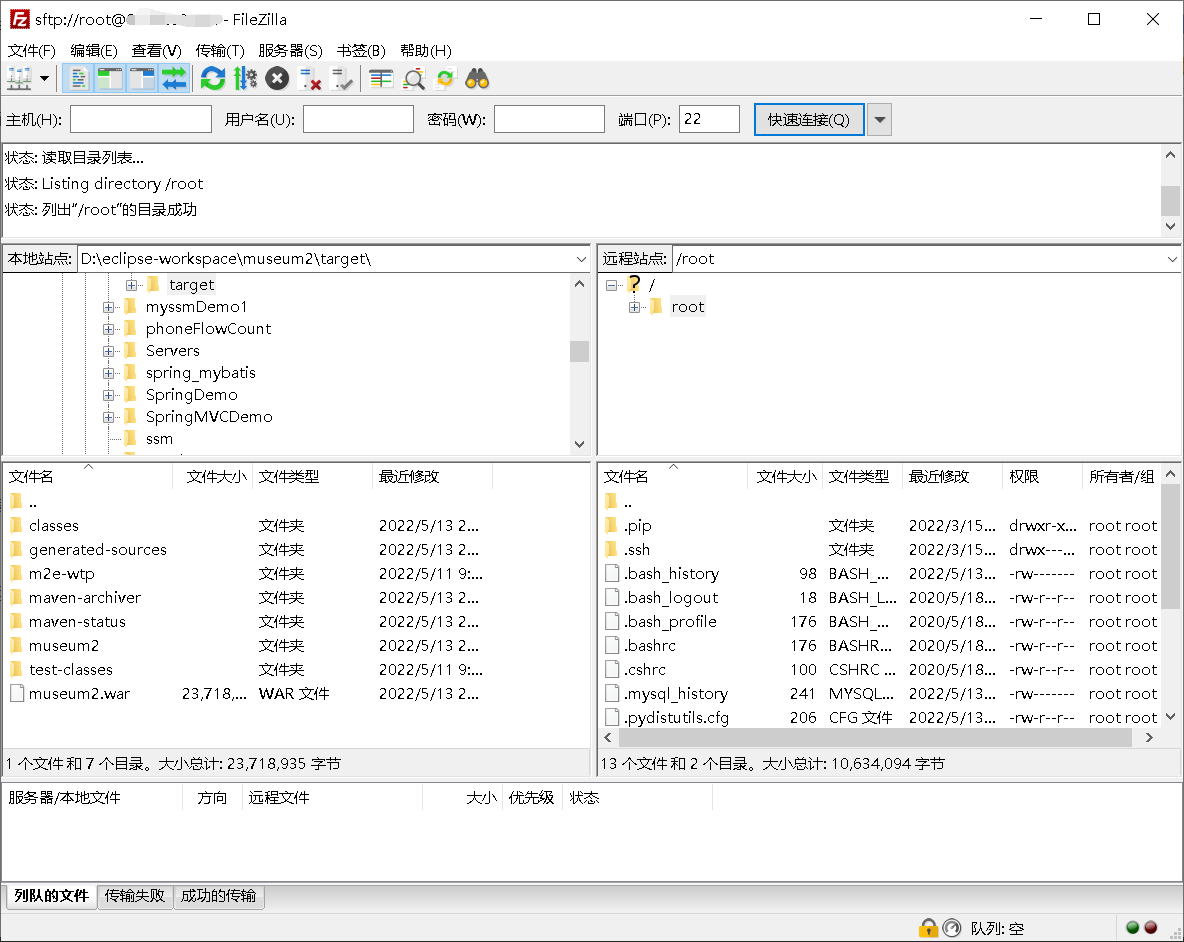 sftp://root@ - FileZilla
文件(F) 编辑(E) 查看(V) 传输(T) 服务器(S) 书签(B) 帮助(H)
主机(H): 用户名(U): 密码(W): 端口(P): 22 快速连接(Q)
状态: 读取目录列表...
状态: Listing directory /root
状态: 列出"/root"的目录成功
本地站点: D:\eclipse-workspace\museum2\target\
target
myssmDemo1
phoneFlowCount
Servers
spring_mybatis
SpringDemo
SpringMVCDemo
ssm
远程站点: /root
? /
root
文件名 文件大小 文件类型 最近修改
..
classes 文件夹 2022/5/13 2...
generated-sources 文件夹 2022/5/13 2...
m2e-wtp 文件夹 2022/5/11 9:...
maven-archiver 文件夹 2022/5/13 2...
maven-status 文件夹 2022/5/13 2...
museum2 文件夹 2022/5/13 2...
test-classes 文件夹 2022/5/11 9:...
museum2.war 23,718,... WAR 文件 2022/5/13 2...
1 个文件 和 7 个目录。大小总计: 23,718,935 字节
文件名 文件大小 文件类型 最近修改 权限 所有者/组
..
.pip 文件夹 2022/3/15... drwxr-x... root root
.ssh 文件夹 2022/3/15... drwx---... root root
.bash_history 98 BASH_... 2022/5/13... -rw------- root root
.bash_logout 18 BASH_L... 2020/5/18... -rw-r--r-- root root
.bash_profile 176 BASH_... 2020/5/18... -rw-r--r-- root root
.bashrc 176 BASHR... 2020/5/18... -rw-r--r-- root root
.cshrc 100 CSHRC ... 2020/5/18... -rw-r--r-- root root
.mysql_history 241 MYSQL... 2022/5/13... -rw------- root root
.pydistutils.cfg 206 CFG 文件 2022/5/13... -rw-r--r-- root root
13 个文件 和 2 个目录。大小总计: 10,634,094 字节
服务器/本地文件 方向 远程文件 大小 优先级 状态
列队的文件 传输失败 成功的传输
队列: 空